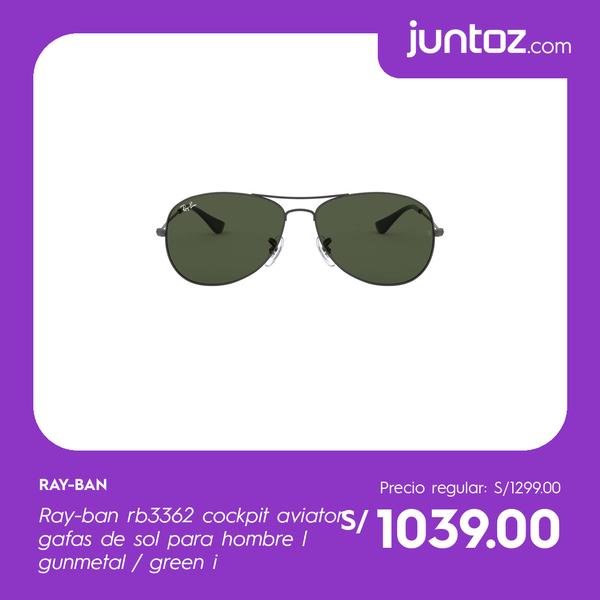 juntoz.com
Ray-Ban
RAY-BAN
Precio regular: S/1299.00
Ray-ban rb3362 cockpit aviator
S/ 1039.00
gafas de sol para hombre |
gunmetal / green i